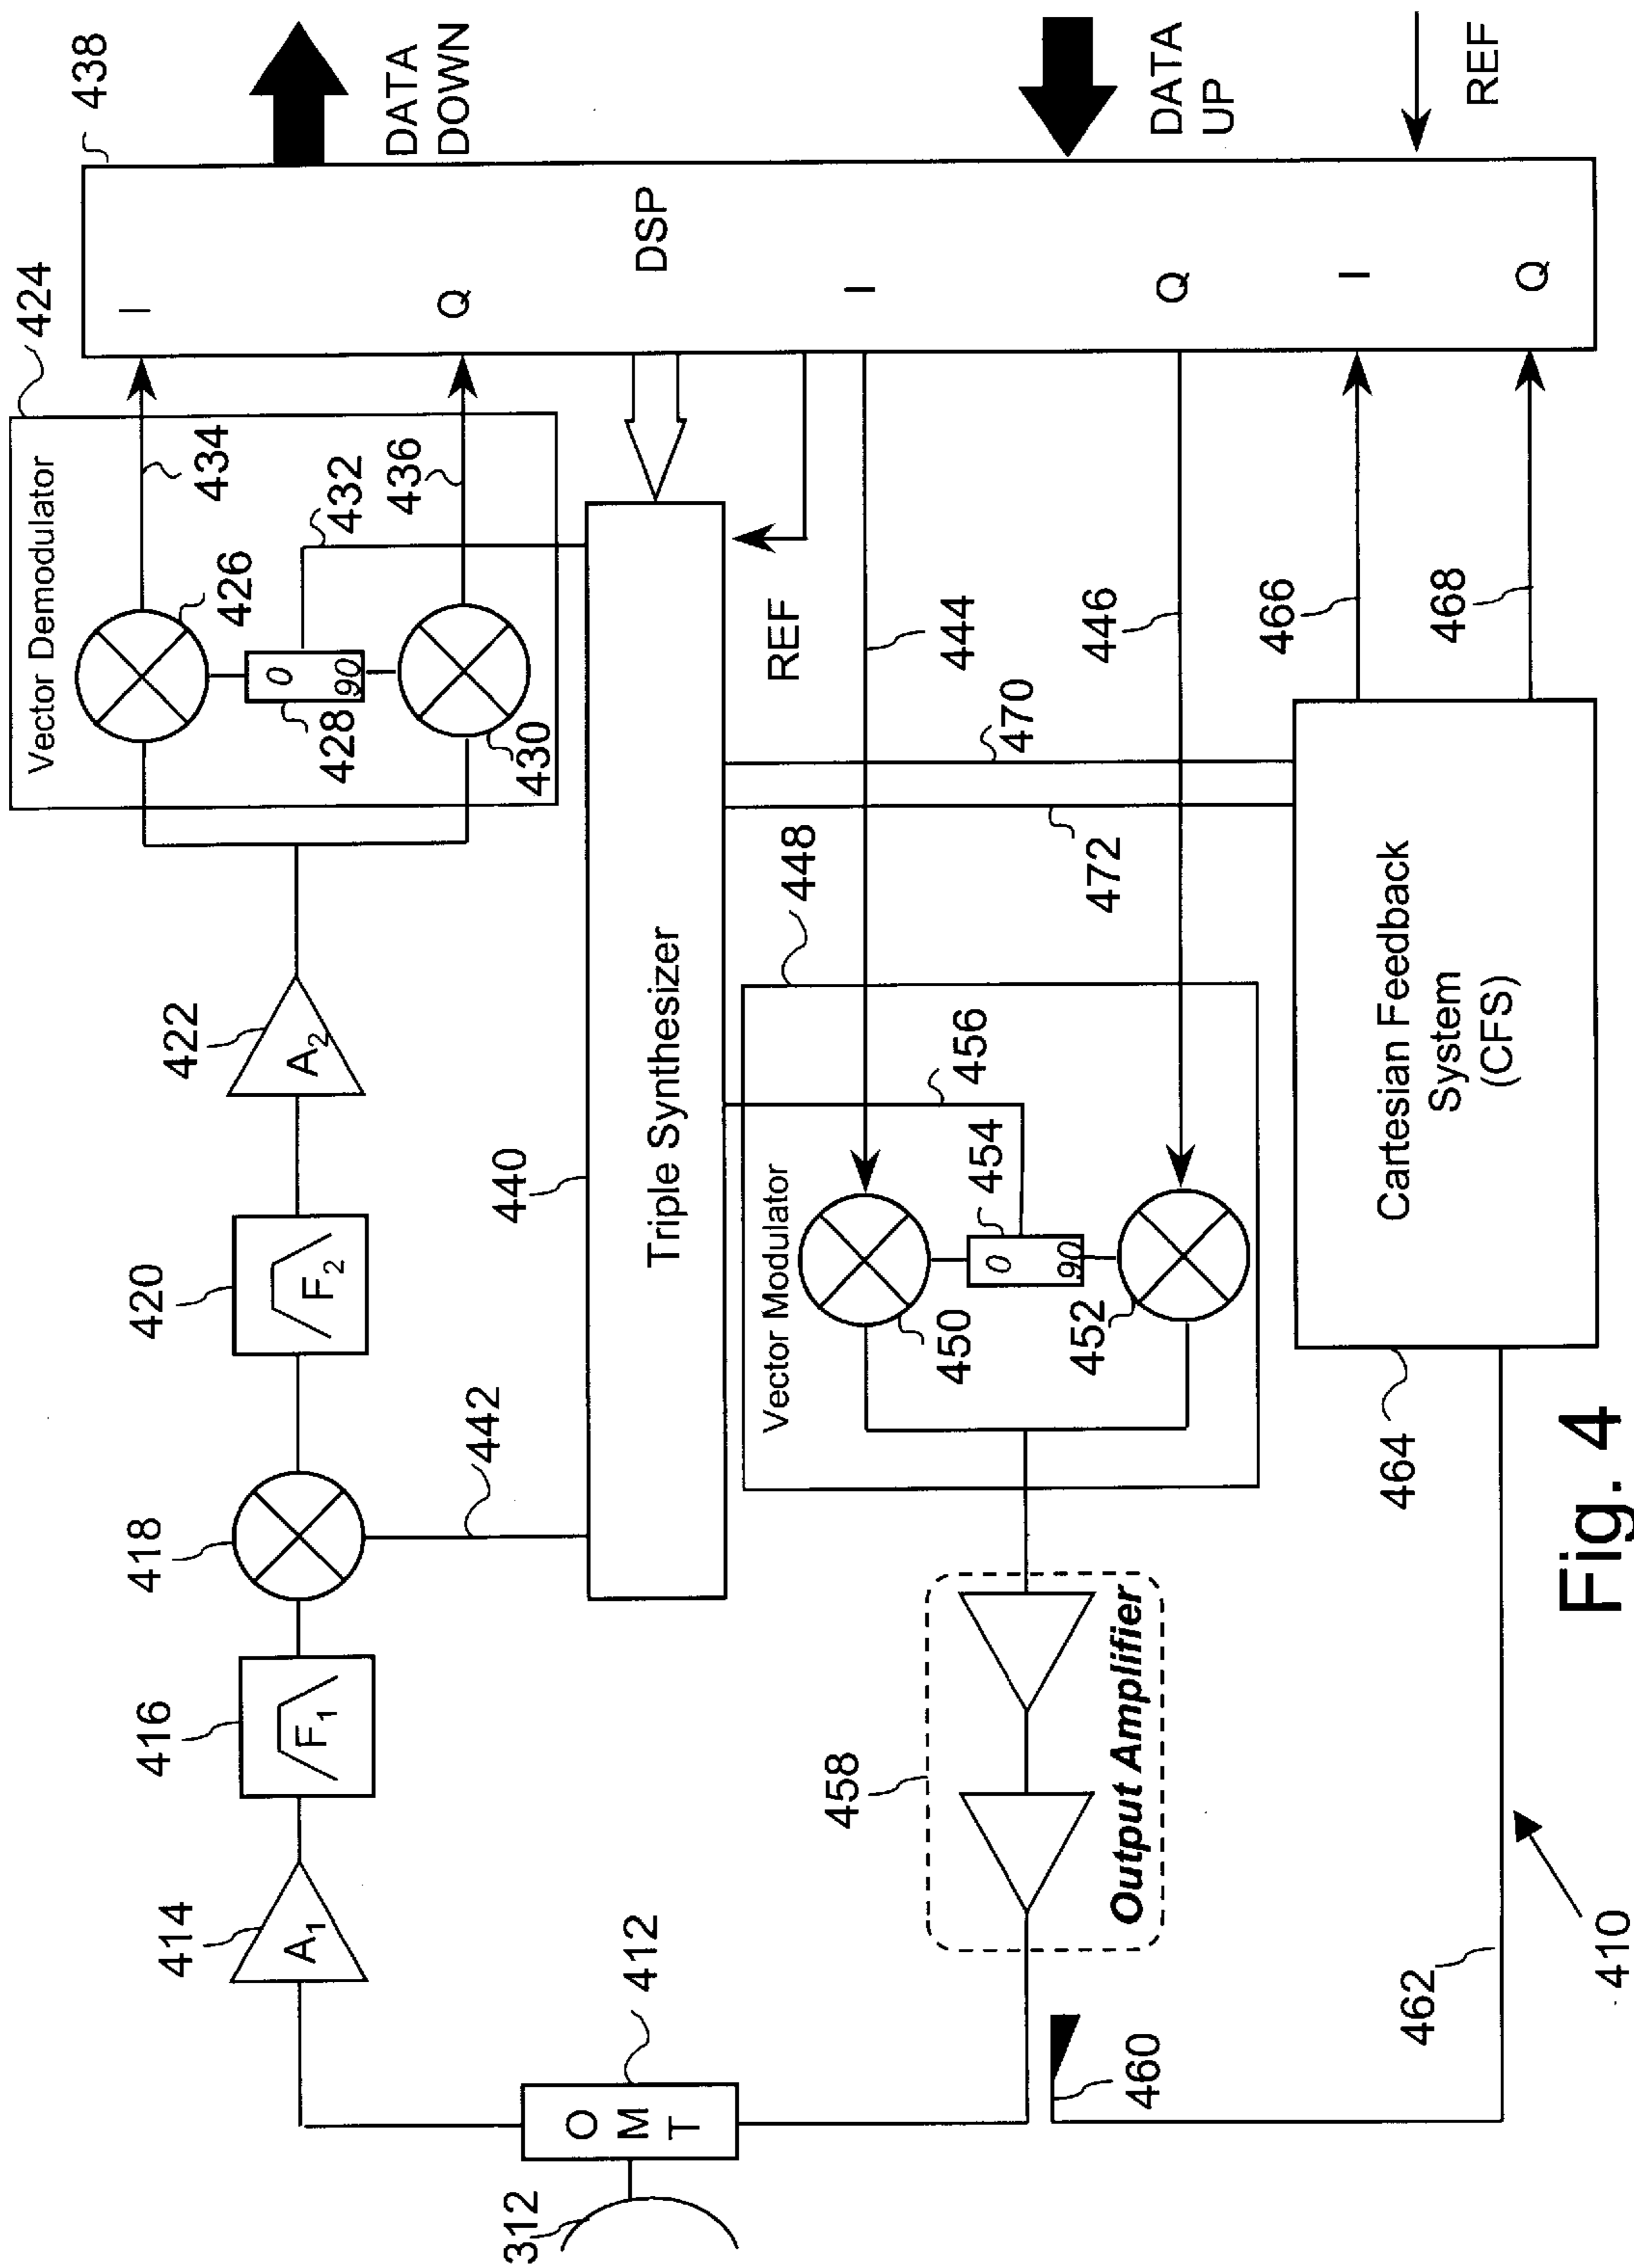 438
DATA
DOWN
DATA
UP
REF
424
I
Q
DSP
I
Q
I
Q
Vector Demodulator
434
426
432
436
0
90
428
430
REF
444
446
466
468
470
472
422
A2
448
440
Triple Synthesizer
456
454
Vector Modulator
0
90
450
452
Cartesian Feedback
System
(CFS)
464
420
F2
418
442
416
F1
458
Output Amplifier
414
A1
412
O
M
T
312
460
462
410
Fig. 4